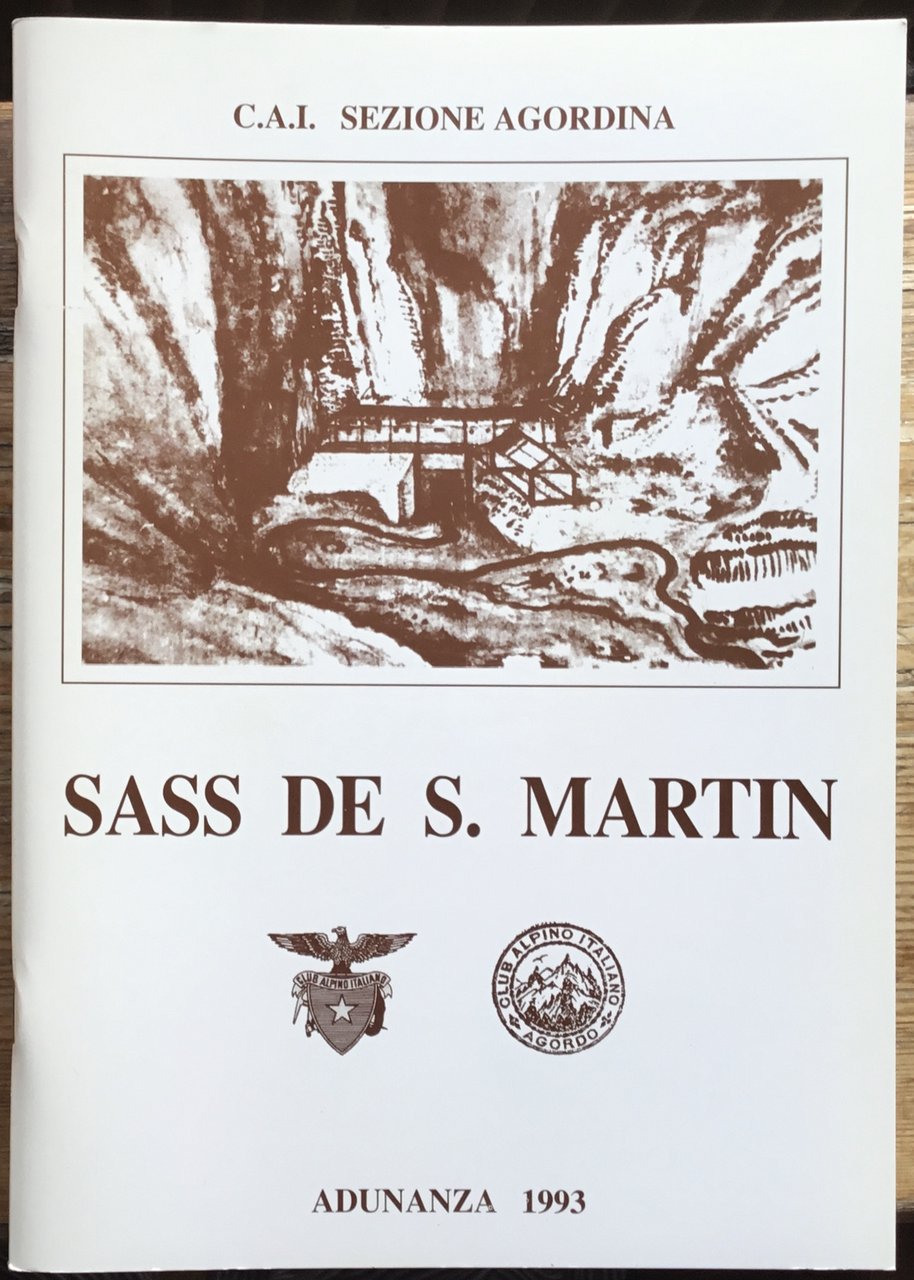 C.A.I. SEZIONE AGORDINA
SASS DE S. MARTIN
CLUB ALPINO ITALIANO
CLUB ALPINO ITALIANO
AGORDO
ADUNANZA 1993